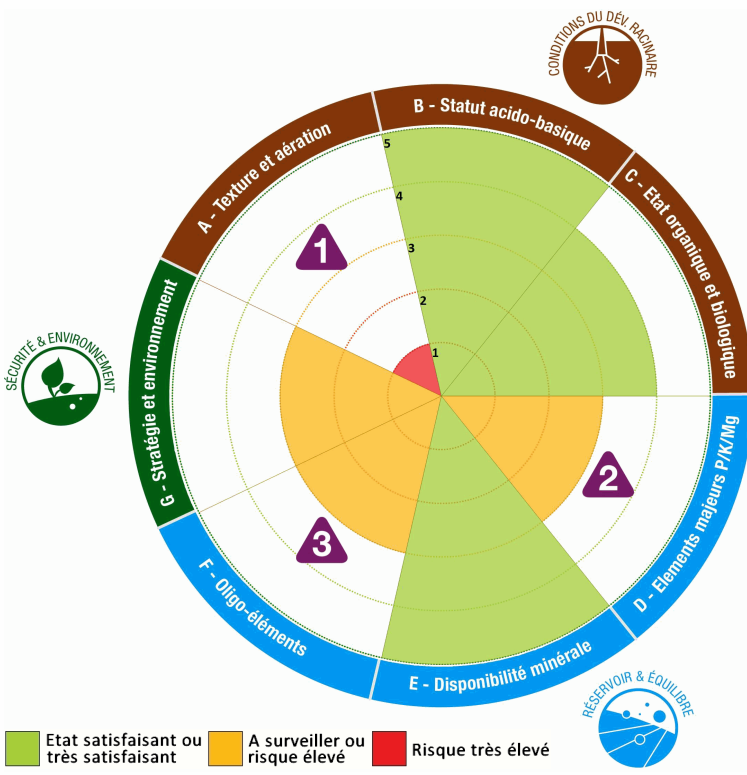 CONDITIONS DU DÉV. RACINAIRE
B - Statut acido-basique
A - Texture et aération
C - Etat organique et biologique
5
4
3
2
1
1
SÉCURITÉ & ENVIRONNEMENT
G - Stratégie et environnement
2
D - Elements majeurs P/K/Mg
3
F - Oligo-éléments
E - Disponibilité minérale
RÉSERVOIR & ÉQUILIBRE
Etat satisfaisant ou
très satisfaisant
A surveiller ou
risque élevé
Risque très élevé